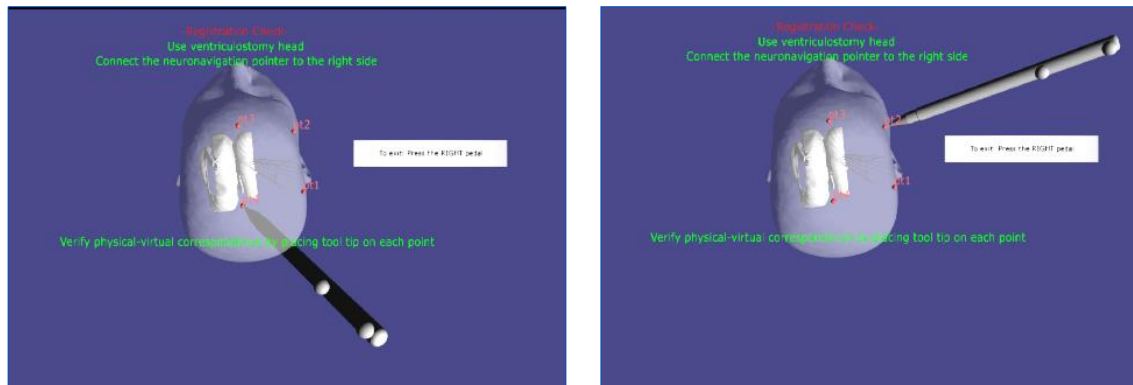 -Registration Check-
Use ventriculostomy head
Connect the neuronavigation pointer to the right side
pt3
pt2
To exit: Press the RIGHT pedal
pt1
Verify physical-virtual correspondence by placing tool tip on each point
-Registration Check-
Use ventriculostomy head
Connect the neuronavigation pointer to the right side
pt3
pt2
To exit: Press the RIGHT pedal
pt1
Verify physical-virtual correspondence by placing tool tip on each point